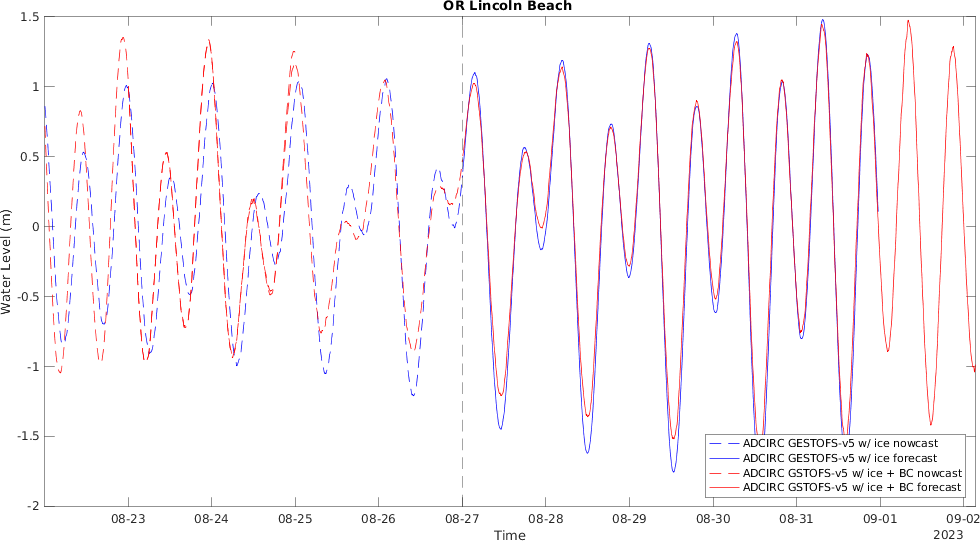 OR Lincoln Beach
1.5
1
0.5
0
-0.5
-1
-1.5
-2
Water Level (m)
08-23 08-24 08-25 08-26 08-27 08-28 08-29 08-30 08-31 09-01 09-02
2023
Time
ADCIRC GESTOFS-v5 w/ ice nowcast
ADCIRC GESTOFS-v5 w/ ice forecast
ADCIRC GSTOFS-v5 w/ ice + BC nowcast
ADCIRC GSTOFS-v5 w/ ice + BC forecast